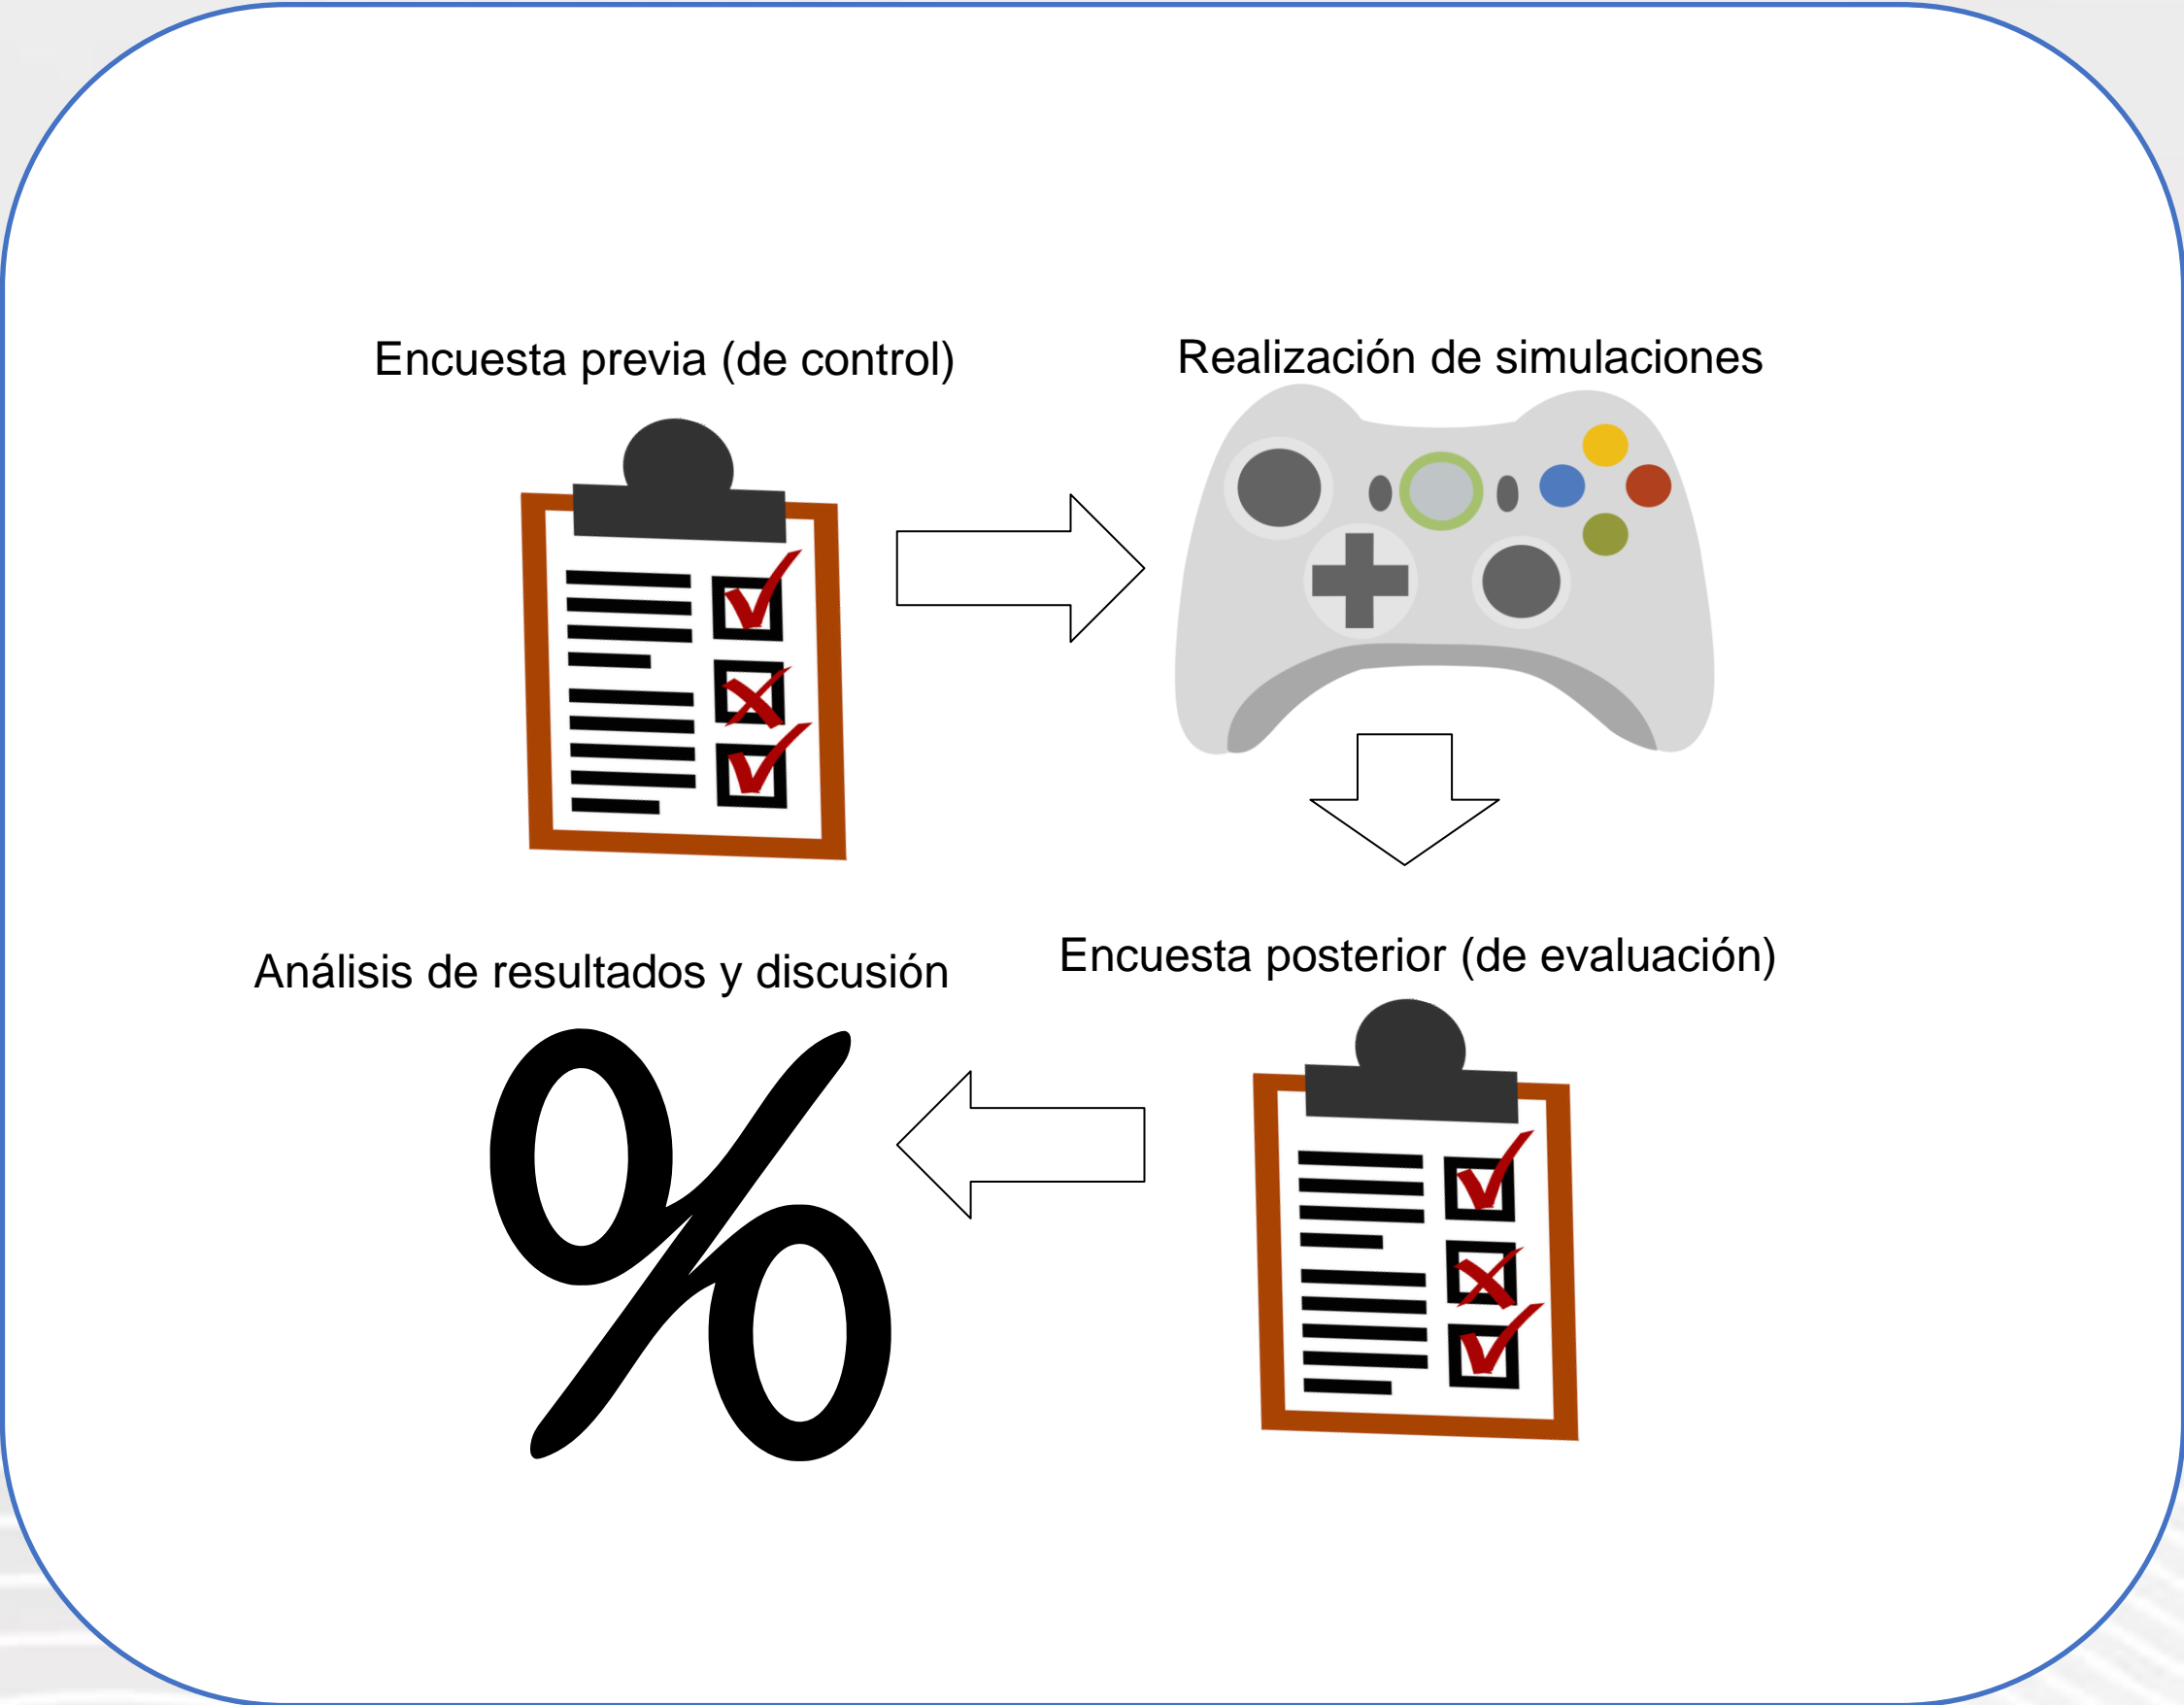 Encuesta previa (de control)
Realización de simulaciones
Análisis de resultados y discusión
Encuesta posterior (de evaluación)
%